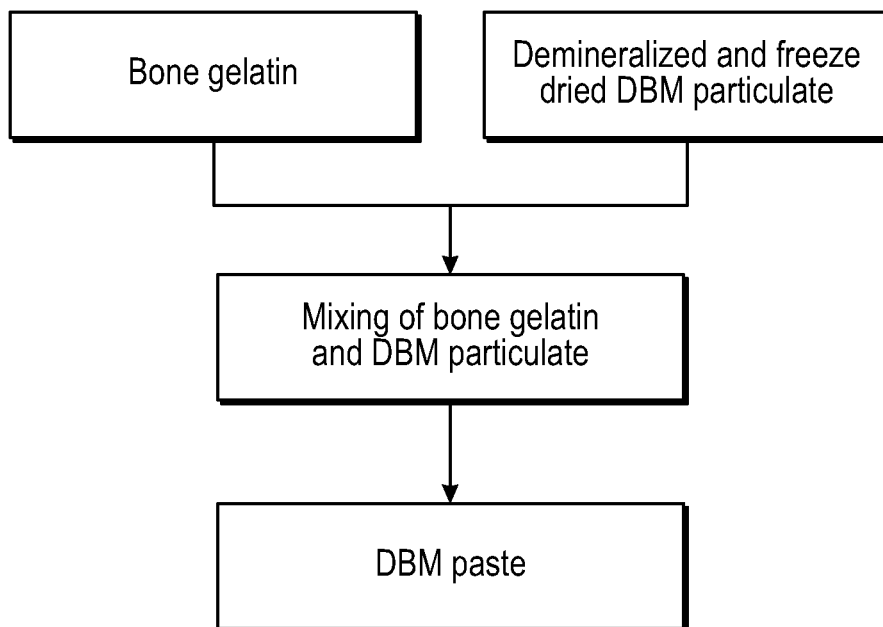 Bone gelatin
Demineralized and freeze
dried DBM particulate
Mixing of bone gelatin
and DBM particulate
DBM paste